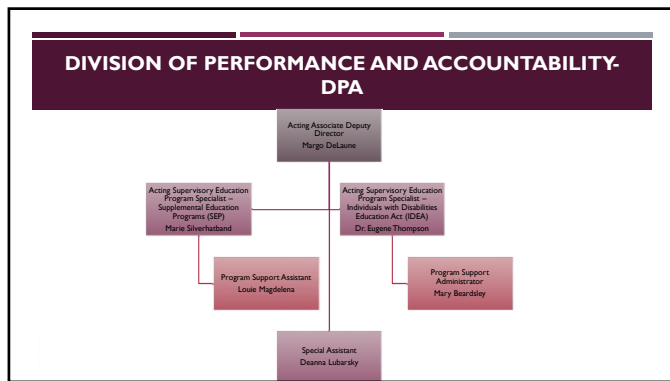 DIVISION OF PERFORMANCE AND ACCOUNTABILITY-
DPA
Acting Associate Deputy
Director
Margo DeLaune
Acting Supervisory Education
Program Specialist –
Supplemental Education
Programs (SEP)
Marie Silverhatband
Acting Supervisory Education
Program Specialist –
Individuals with Disabilities
Education Act (IDEA)
Dr. Eugene Thompson
Program Support Assistant
Louie Magdelena
Program Support
Administrator
Mary Beardsley
Special Assistant
Deanna Lubarsky